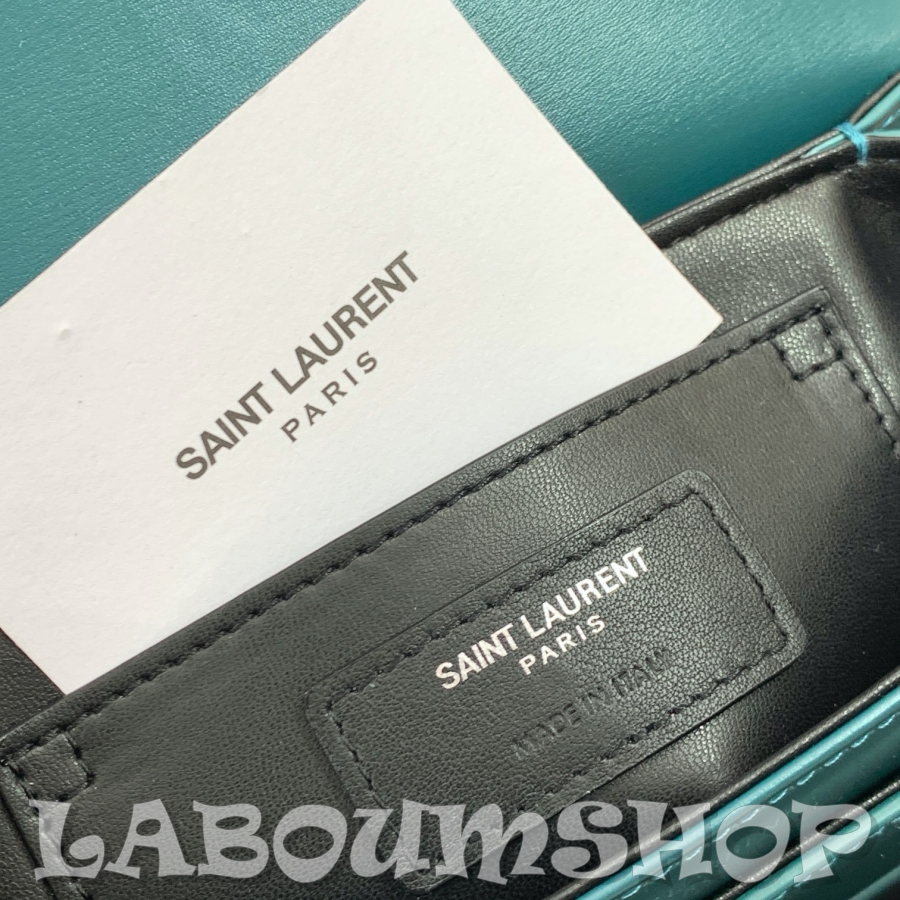 SAINT LAURENT
PARIS
SAINT LAURENT
PARIS
MADE IN ITALY
LABOUMSHOP